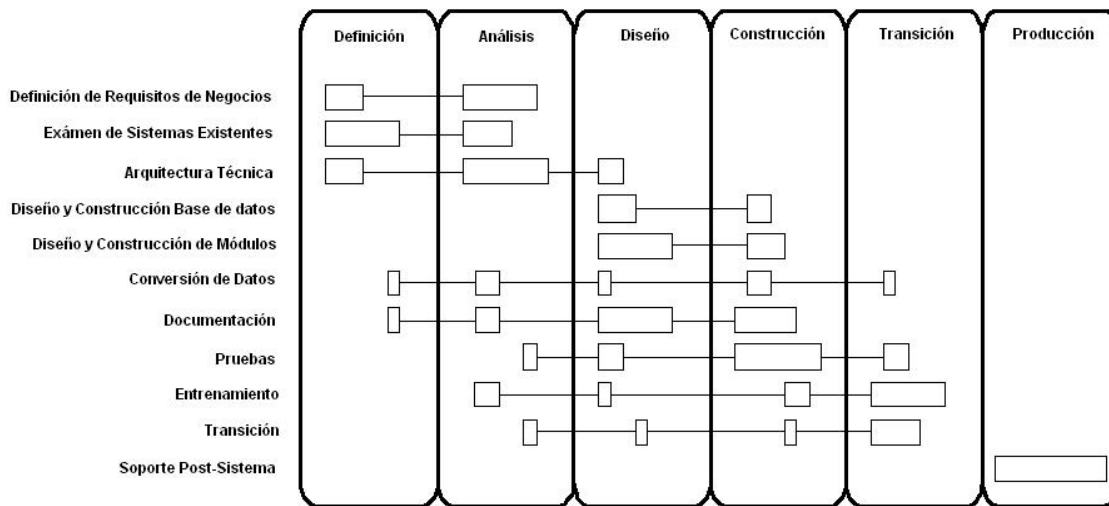 Definición
Análisis
Diseño
Construcción
Transición
Producción
Definición de Requisitos de Negocios
Exámen de Sistemas Existentes
Arquitectura Técnica
Diseño y Construcción Base de datos
Diseño y Construcción de Módulos
Conversión de Datos
Documentación
Pruebas
Entrenamiento
Transición
Soporte Post-Sistema